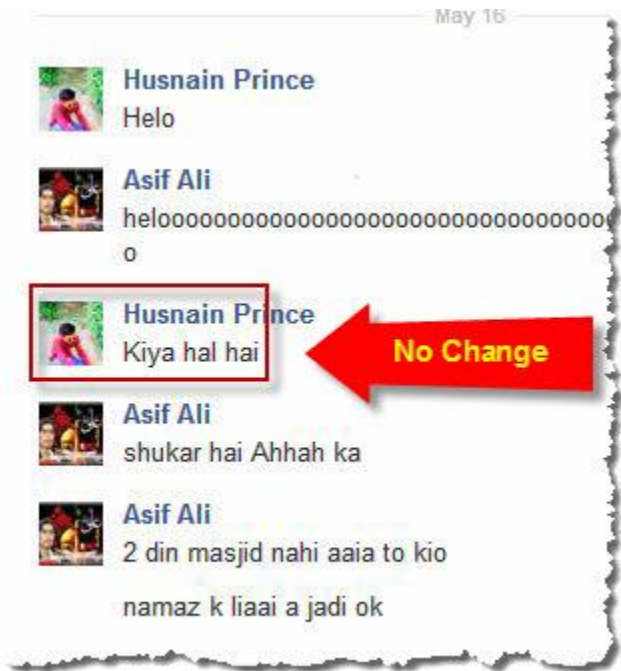 May 16
Husnain Prince
Helo
Asif Ali
helooooooooooooooooooooooooooooooooo
o
Husnain Prince
Kiya hal hai
No Change
Asif Ali
shukar hai Ahhah ka
Asif Ali
2 din masjid nahi aaia to kio
namaz k liaai a jadi ok